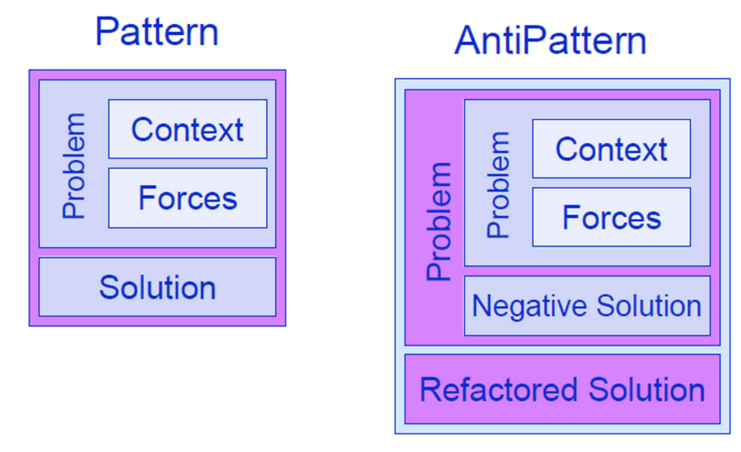 Pattern
Problem
Context
Forces
Solution
AntiPattern
Problem
Problem
Context
Forces
Negative Solution
Refactored Solution